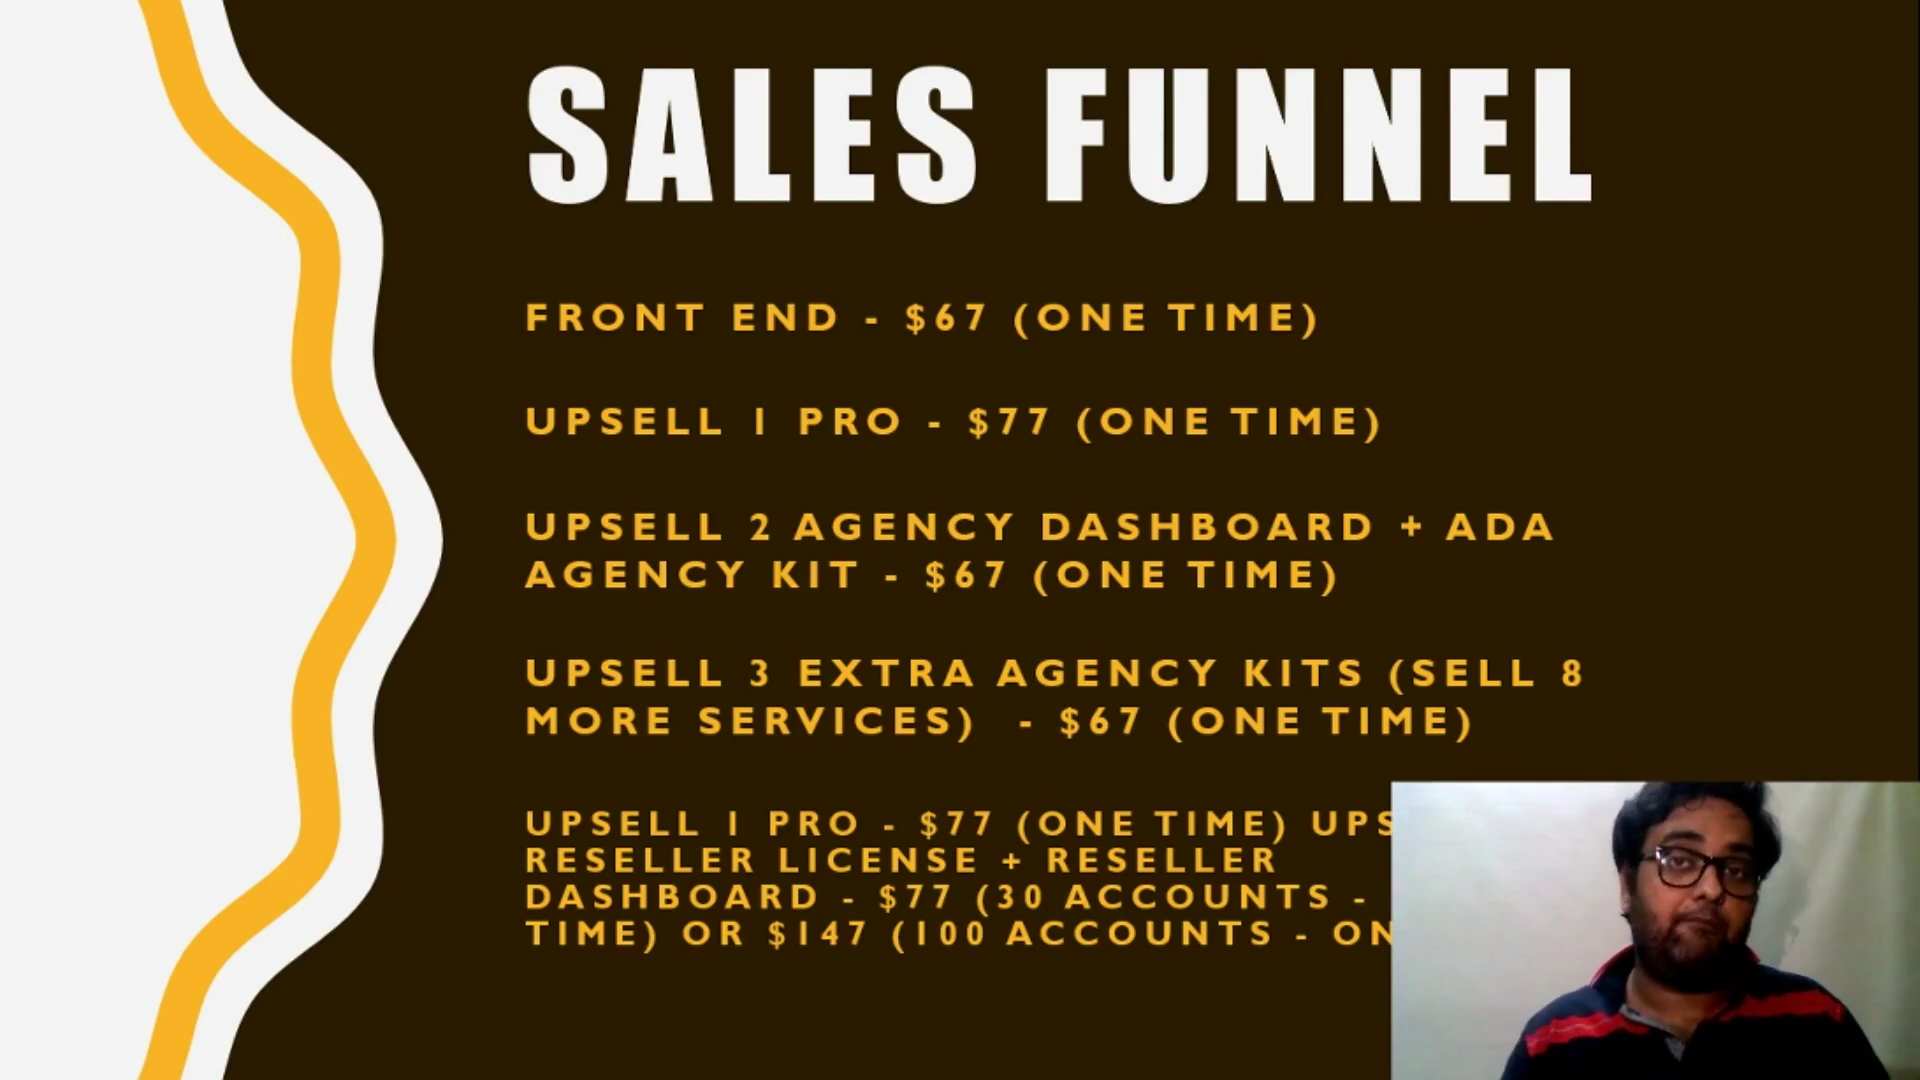 SALES FUNNEL
FRONT END - $67 (ONE TIME)
UPSELL 1 PRO - $77 (ONE TIME)
UPSELL 2 AGENCY DASHBOARD + ADA
AGENCY KIT - $67 (ONE TIME)
UPSELL 3 EXTRA AGENCY KITS (SELL 8
MORE SERVICES) - $67 (ONE TIME)
UPSELL 1 PRO - $77 (ONE TIME)
RESELLER LICENSE + RESELLER
DASHBOARD - $77 (30 ACCOUNTS -
TIME) OR $147 (100 ACCOUNTS -